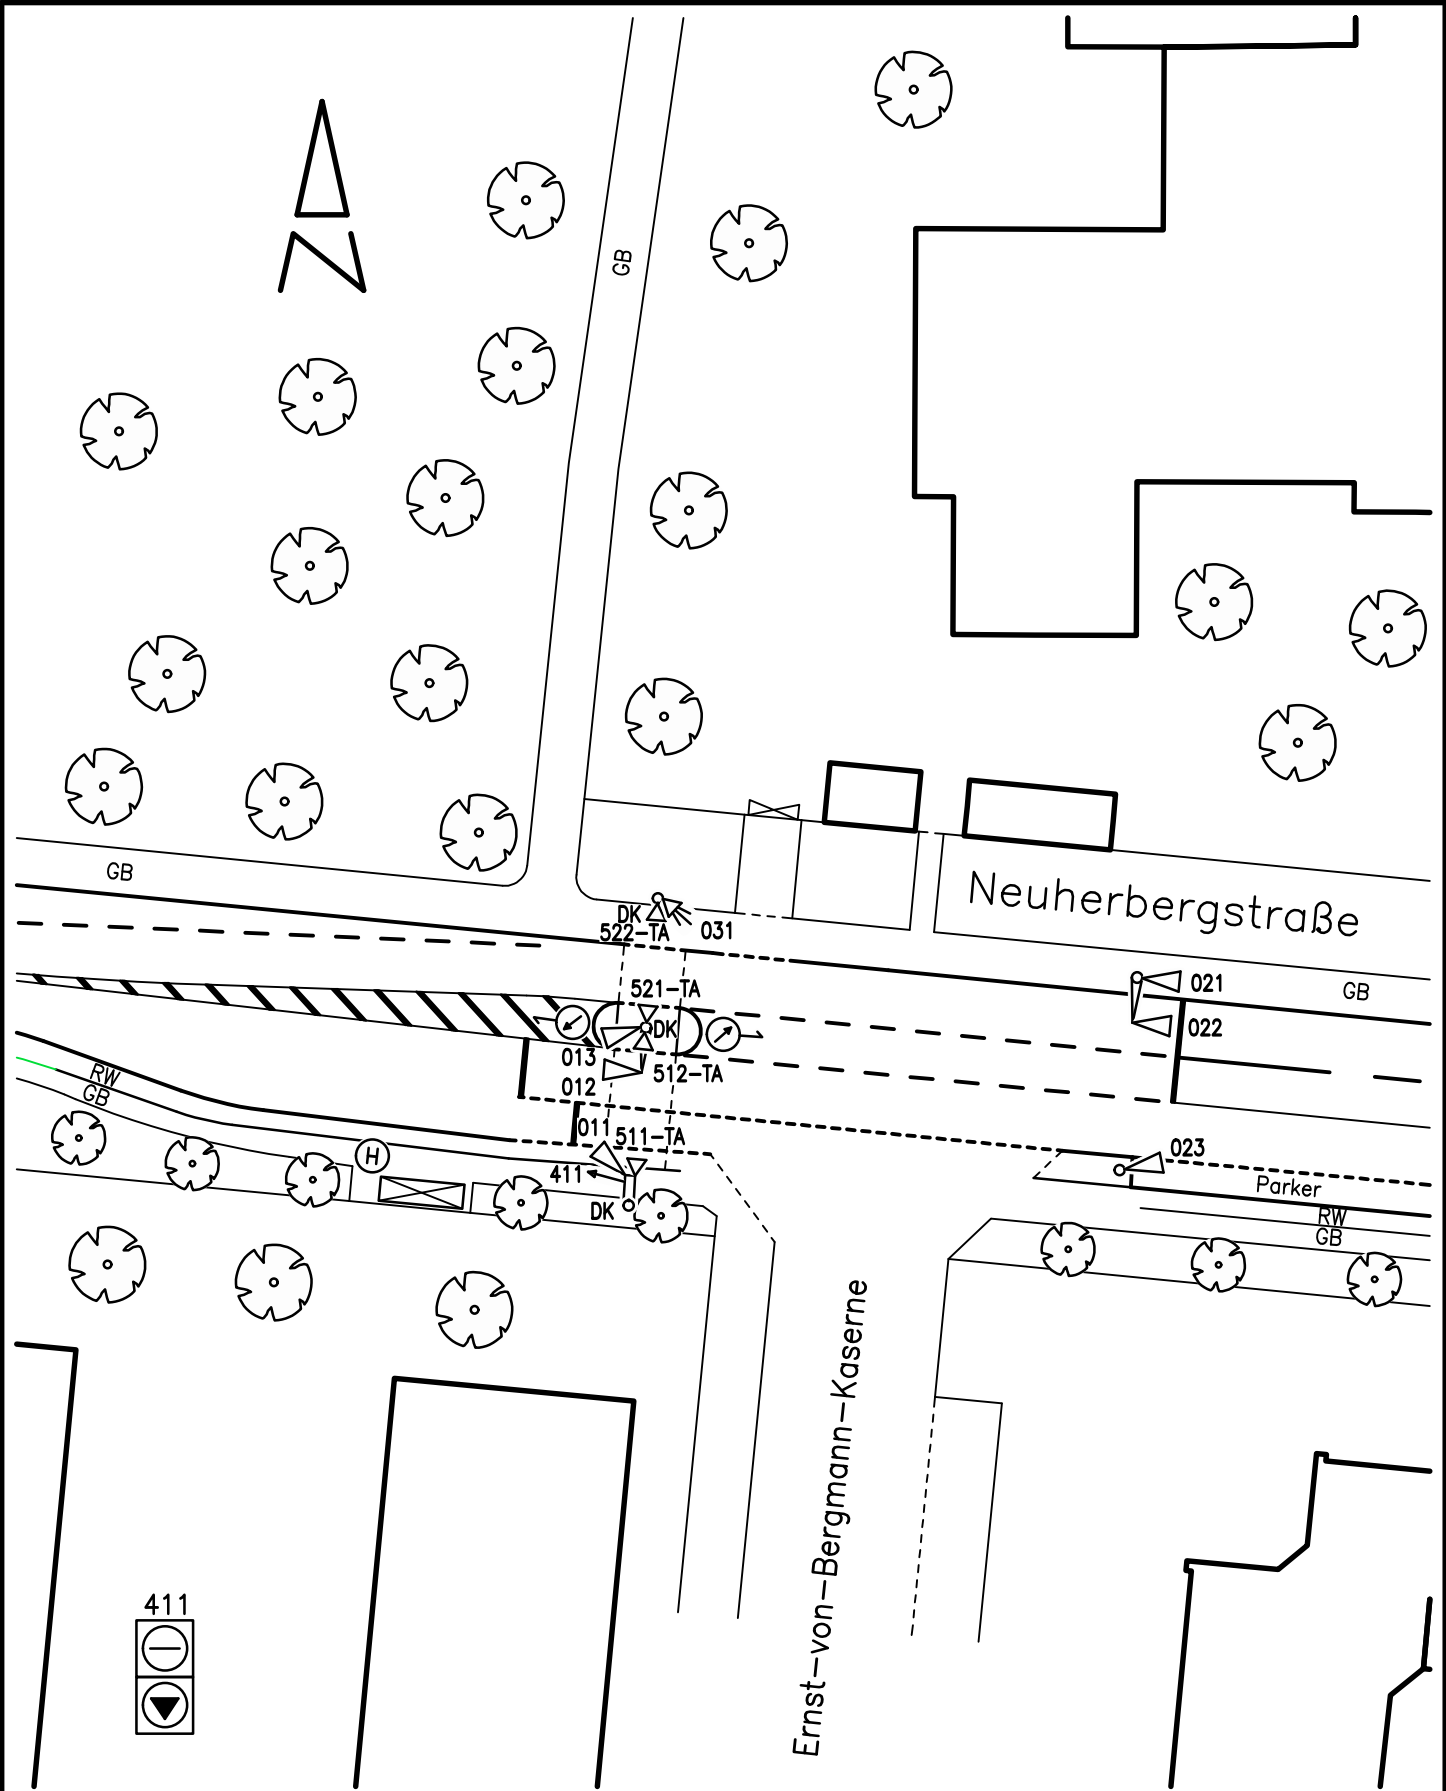 N
GB
GB
Neuherbergstraße
DK
522-TA
031
521-TA
021
GB
022
DK
013
512-TA
012
RW
GB
011
511-TA
H
411
DK
023
Parker
RW
GB
Ernst-von-Bergmann-Kaserne
411